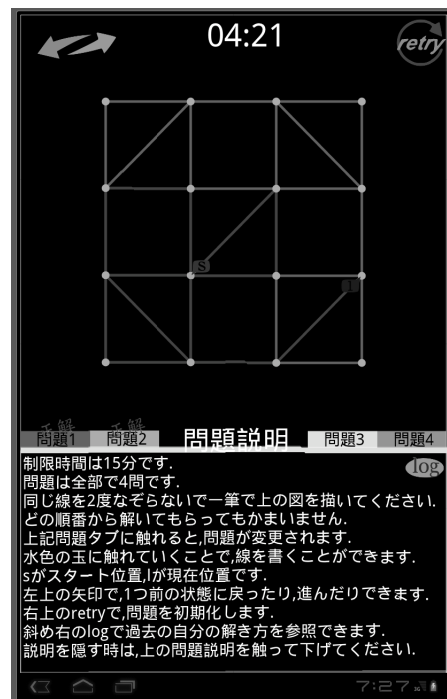 04:21
retry
s
l
正解
正解
問題1
問題2
問題説明
問題3
問題4
log
制限時間は15分です.
問題は全部で4問です.
同じ線を2度なぞらないで一筆で上の図を描いてください.
どの順番から解いてもらってもかまいません.
上記問題タブに触れると,問題が変更されます.
水色の玉に触れていくことで,線を書くことができます.
sがスタート位置,lが現在位置です.
左上の矢印で,1つ前の状態に戻ったり,進んだりできます.
右上のretryで,問題を初期化します.
斜め右のlogで過去の自分の解き方を参照できます.
説明を隠す時は,上の問題説明を触って下げてください.
7:27
3G